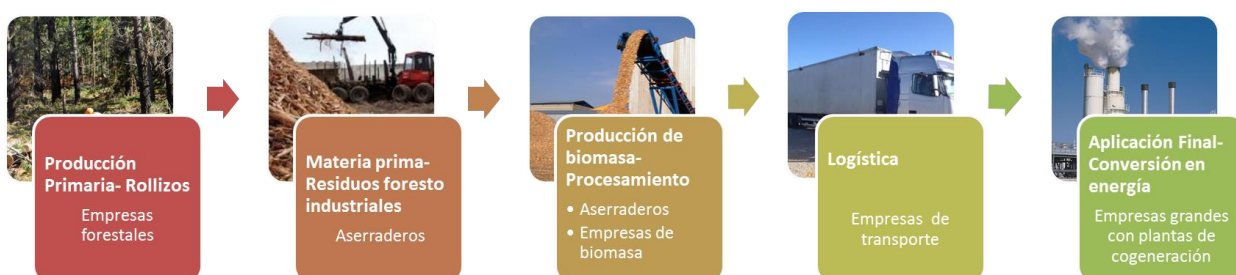 Producción
Primaria- Rollizos
Empresas
forestales
Materia prima-
Residuos foresto
industriales
Aserraderos
Producción de
biomasa-
Procesamiento
• Aserraderos
• Empresas de
biomasa
Logística
Empresas de
transporte
Aplicación Final-
Conversión en
energía
Empresas grandes
con plantas de
cogeneración